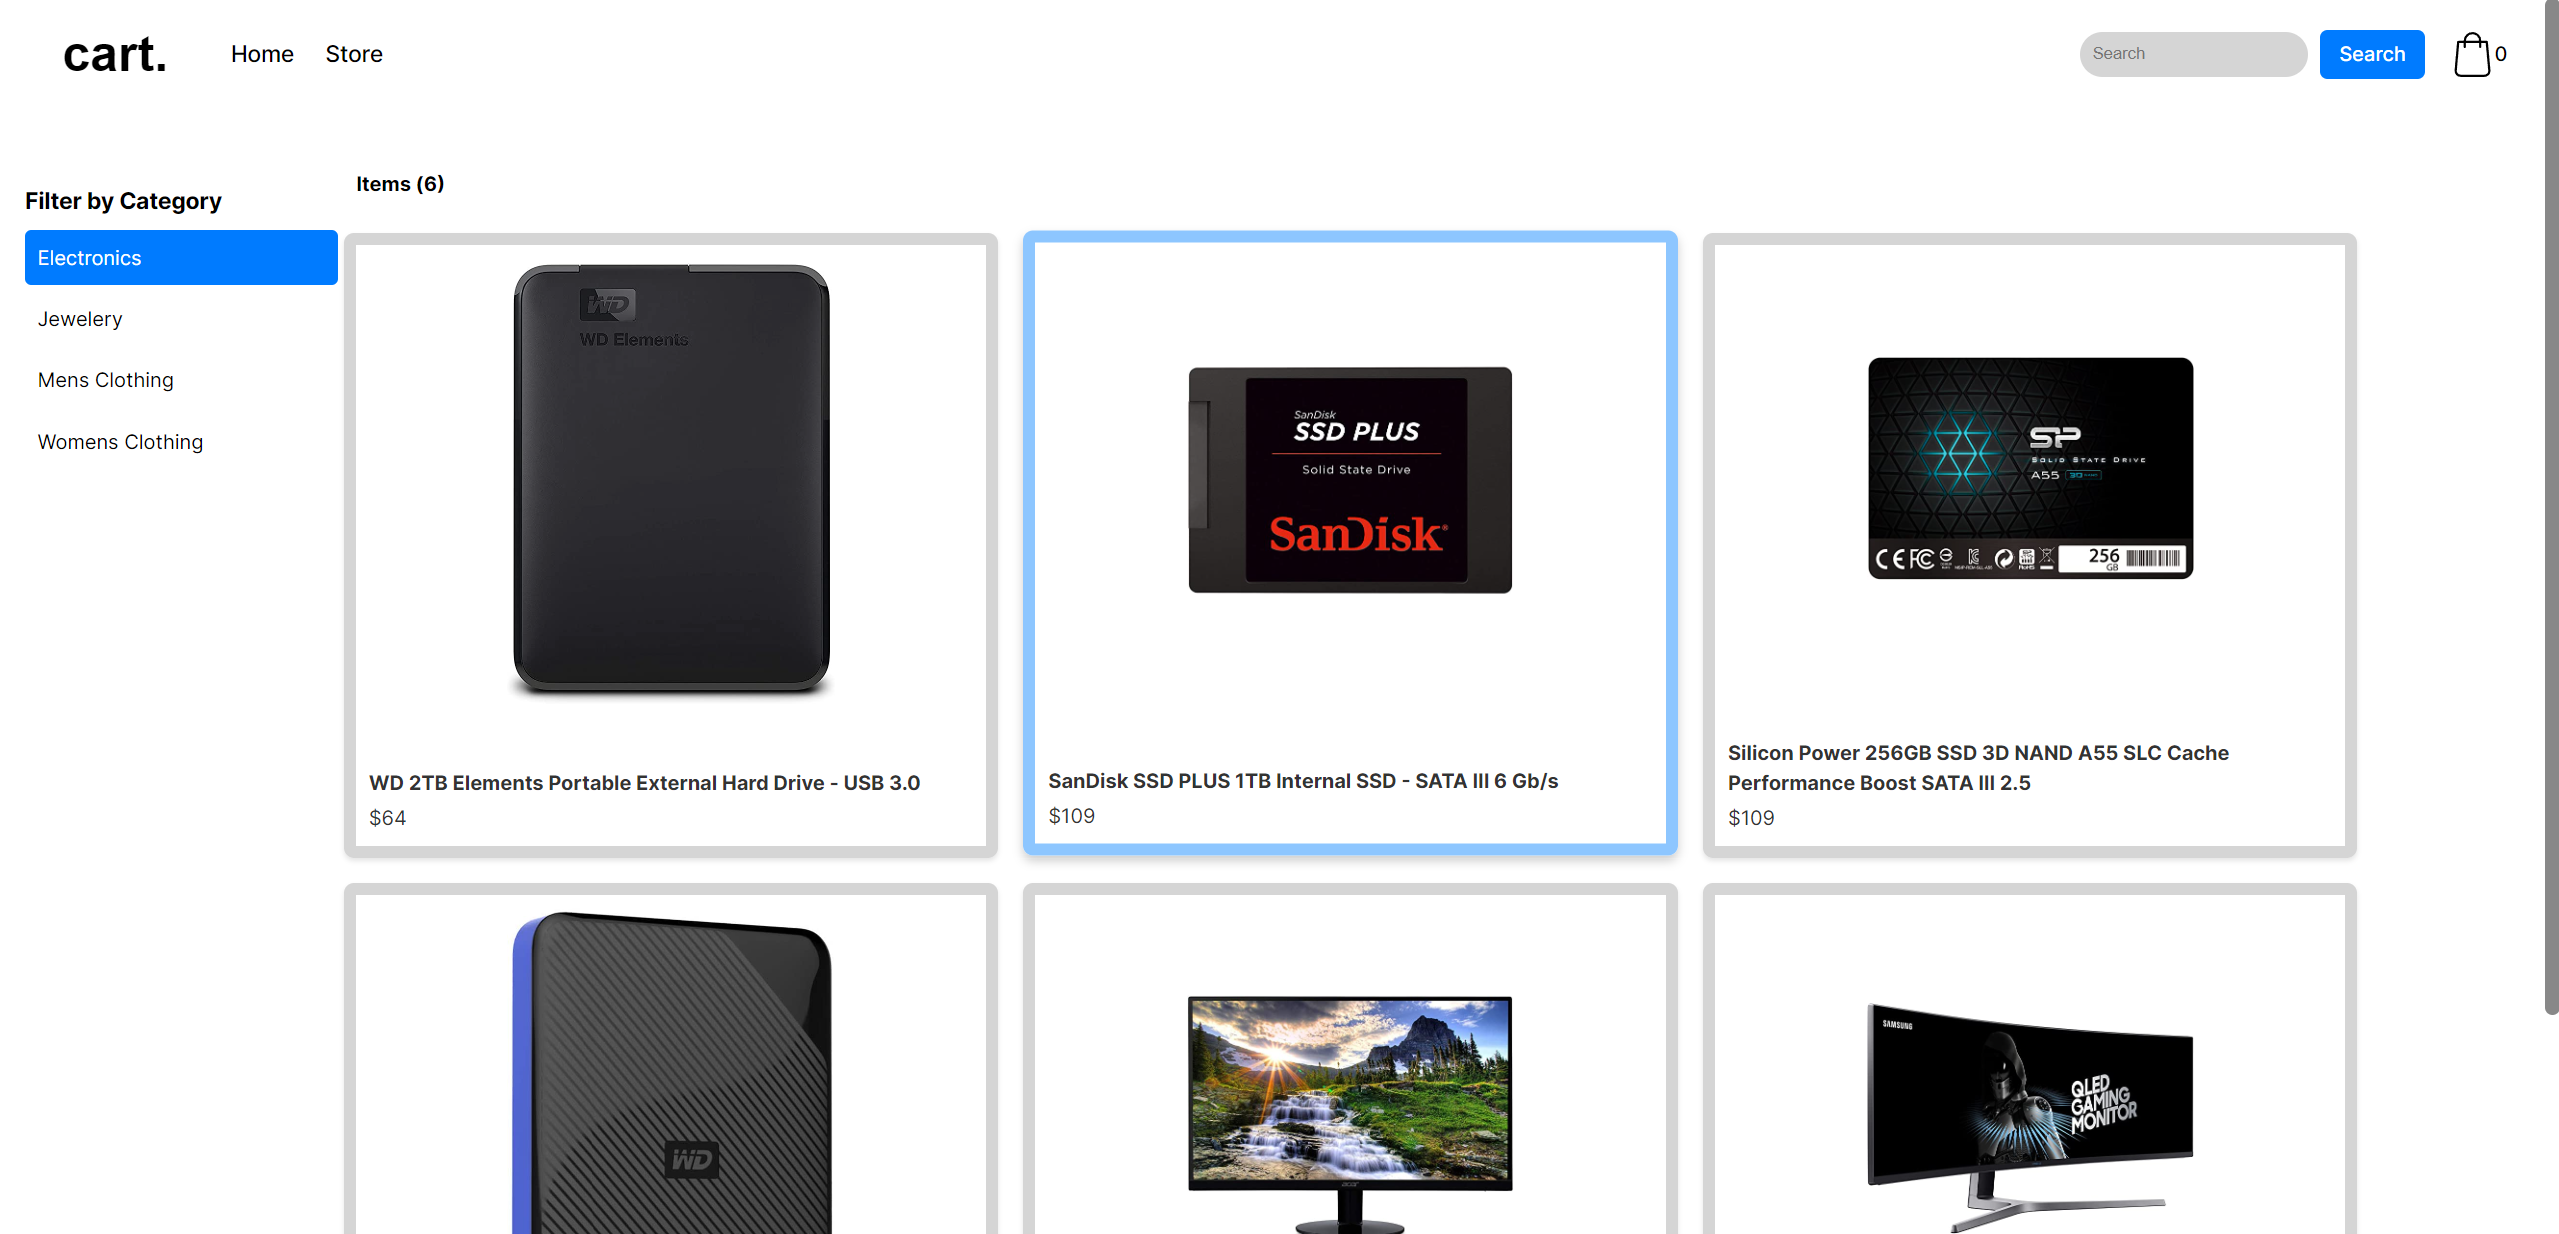 cart.
Home
Store
Search
Search
0
Filter by Category
Electronics
Jewelery
Mens Clothing
Womens Clothing
Items (6)
WD
WD Elements
WD 2TB Elements Portable External Hard Drive - USB 3.0
$64
SanDisk
SSD PLUS
Solid State Drive
SanDisk
SanDisk SSD PLUS 1TB Internal SSD - SATA III 6 Gb/s
$109
SP
SOLID STATE DRIVE
A55
256
GB
Silicon Power 256GB SSD 3D NAND A55 SLC Cache
Performance Boost SATA III 2.5
$109
WD
acer
SAMSUNG
QLED
GAMING
MONITOR